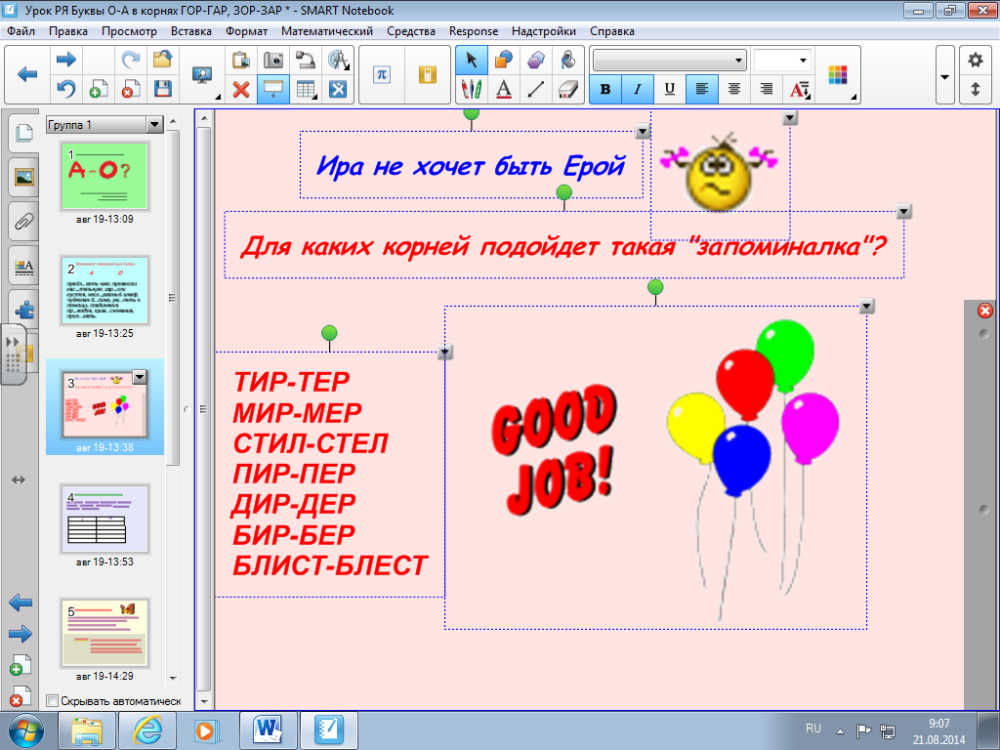 Урок РЯ Буквы О-А в корнях ГОР-ГАР, ЗОР-ЗАР * - SMART Notebook
Файл Правка Просмотр Вставка Формат Математический Средства Response Надстройки Справка
π
A
B I U
Группа 1
1
А-О?
авг 19-13:09
2
авг 19-13:25
3
авг 19-13:38
4
авг 19-13:53
5
авг 19-14:29
Скрывать автоматическ
Ира не хочет быть Ерой
Для каких корней подойдет такая "запоминалка"?
ТИР-ТЕР
МИР-МЕР
СТИЛ-СТЕЛ
ПИР-ПЕР
ДИР-ДЕР
БИР-БЕР
БЛИСТ-БЛЕСТ
GOOD
JOB!
RU
9:07
21.08.2014